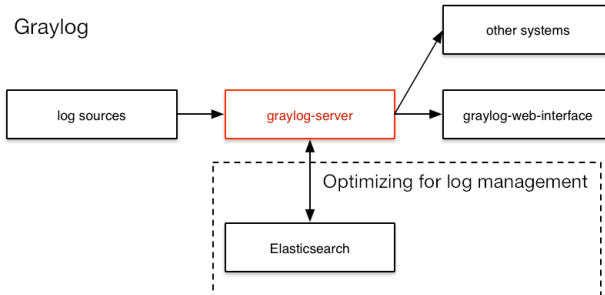 Graylog
other systems
log sources
graylog-server
graylog-web-interface
Optimizing for log management
Elasticsearch